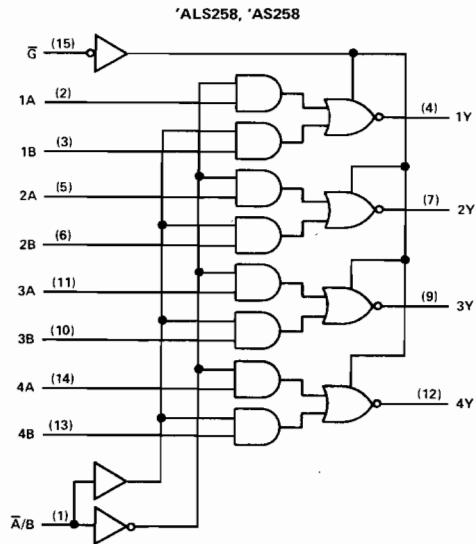 'ALS258, 'AS258
G̅ (15)
1A (2)
(4) 1Y
1B (3)
2A (5)
(7) 2Y
2B (6)
3A (11)
(9) 3Y
3B (10)
4A (14)
(12) 4Y
4B (13)
A̅/B (1)